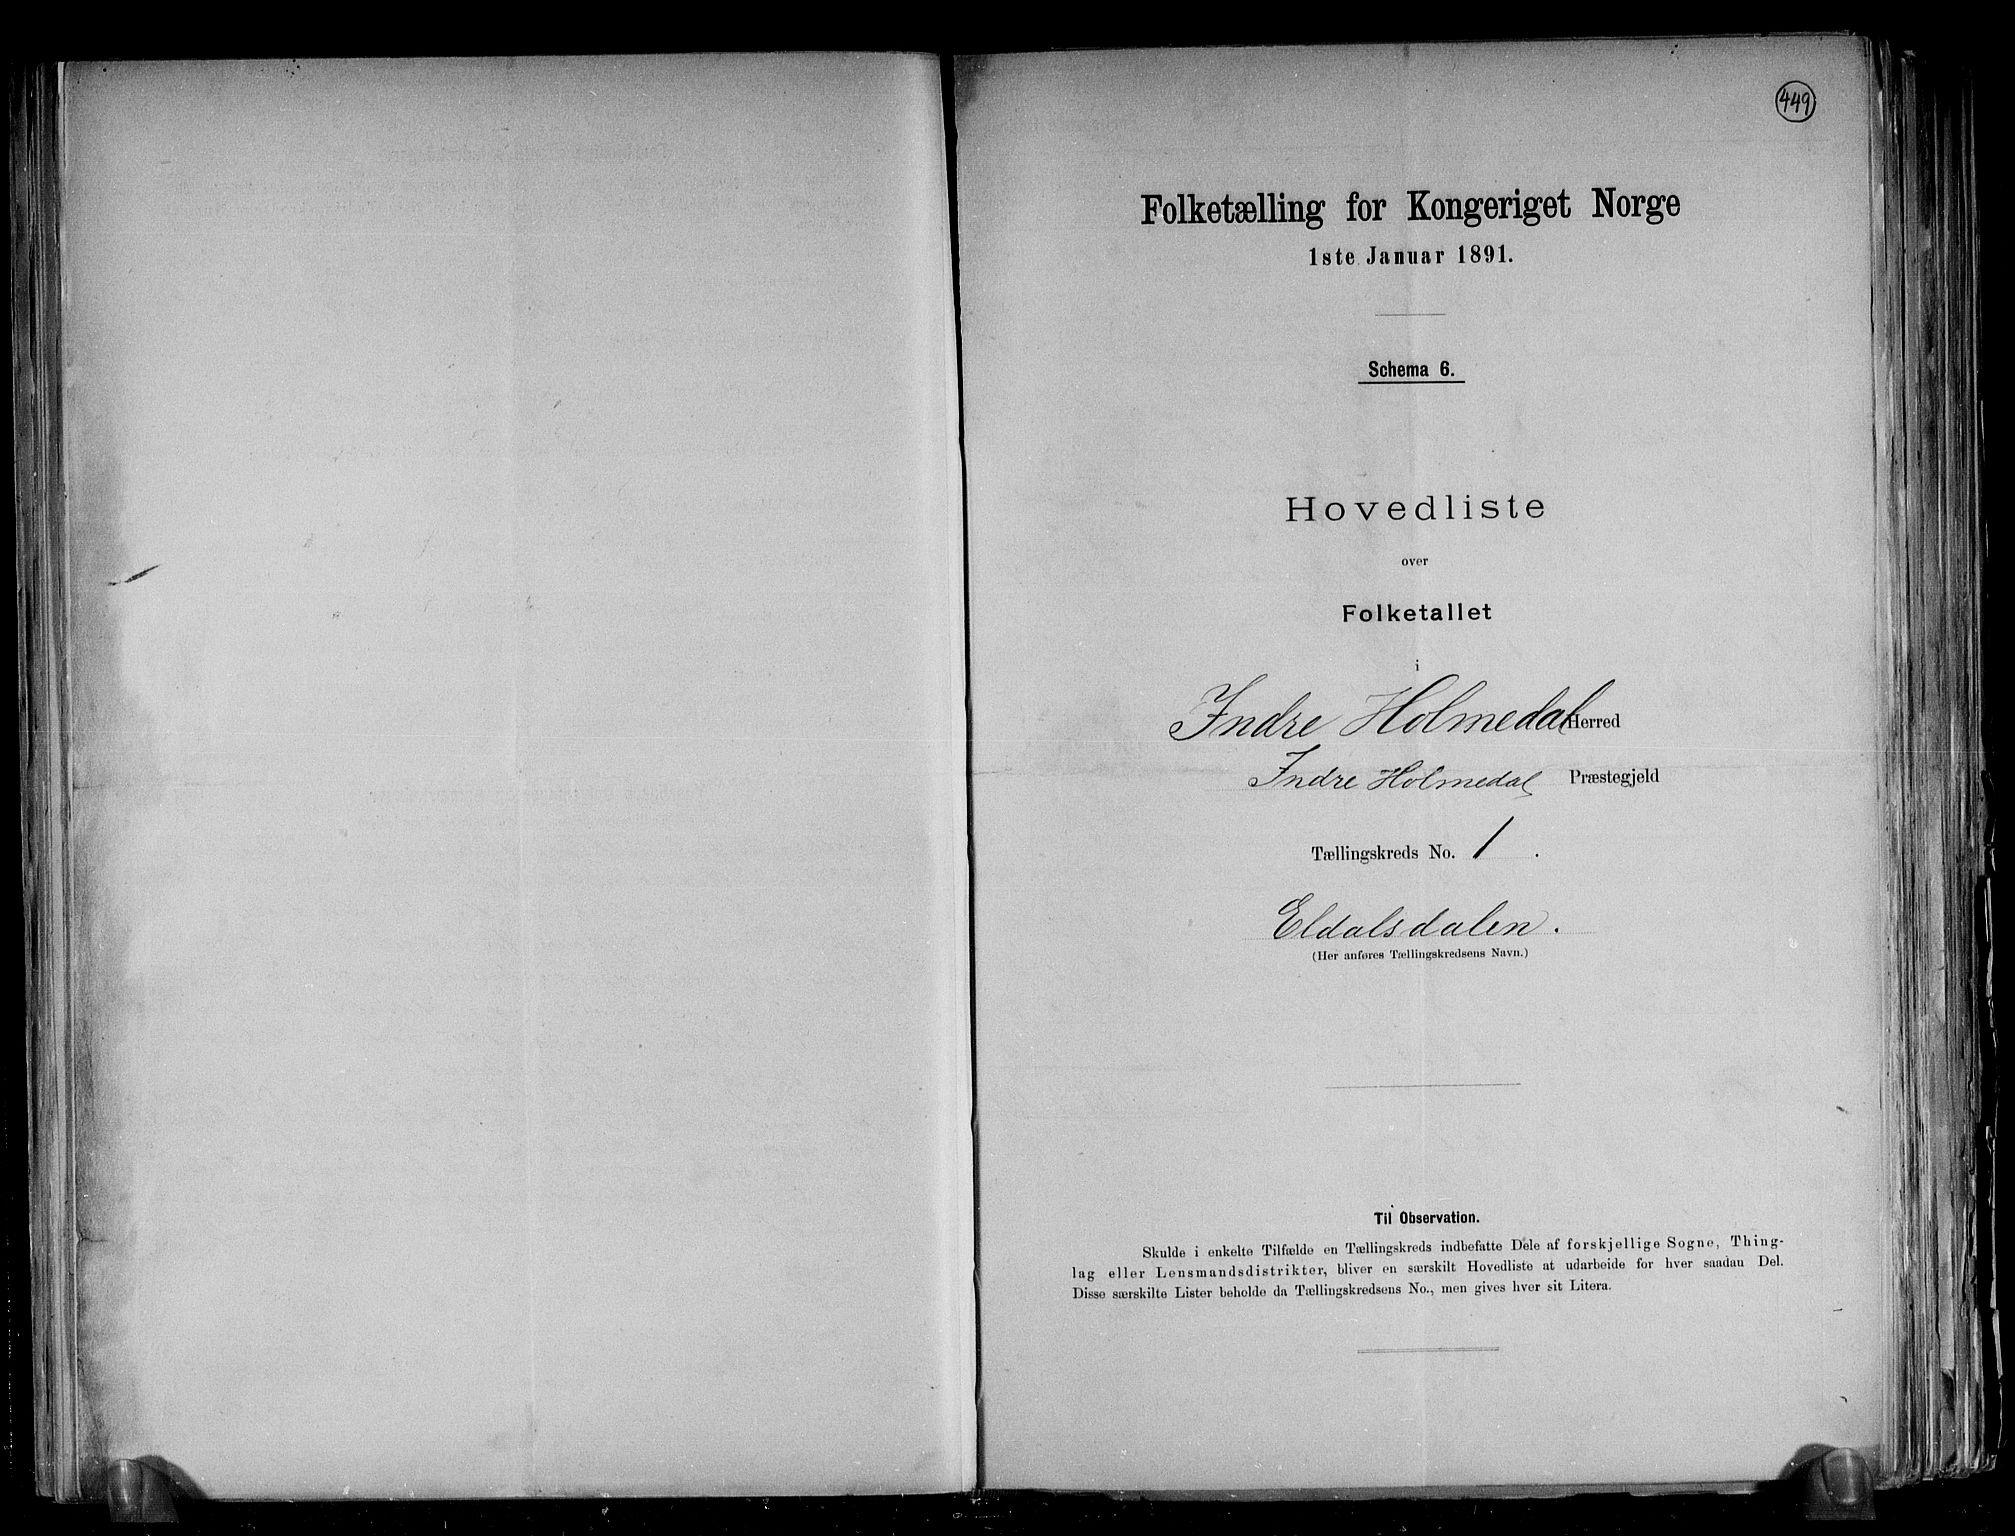 449
Folketælling for Kongeriget Norge
1ste Januar 1891.
Schema 6.
Hovedliste
over
Folketallet
i
Indre Holmedal Herred
Indre Holmedal Præstegjeld
Tællingskreds No. 1.
Eldalsdalen.
(Her anføres Tællingskredsens Navn.)
Til Observation.
Skulde i enkelte Tilfælde en Tællingskreds indbefatte Dele af forskjellige Sogne, Thing-
lag eller Lensmandsdistrikter, bliver en særskilt Hovedliste at udarbeide for hver saadan Del.
Disse særskilte Lister beholde da Tællingskredsens No., men gives hver sit Litera.